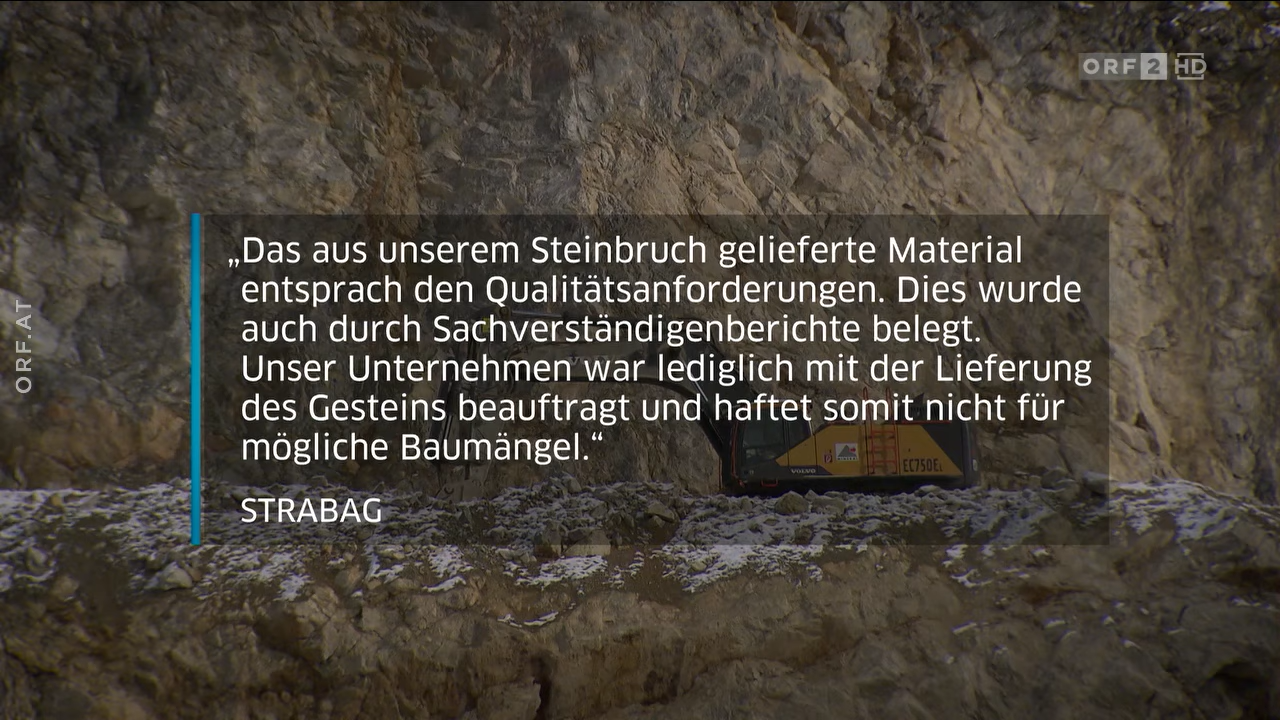 ORF 2 HD
„Das aus unserem Steinbruch gelieferte Material
entsprach den Qualitätsanforderungen. Dies wurde
auch durch Sachverständigenberichte belegt.
Unser Unternehmen war lediglich mit der Lieferung
des Gesteins beauftragt und haftet somit nicht für
mögliche Baumängel.“
STRABAG
ORF.AT
VOLVO
EC750EL